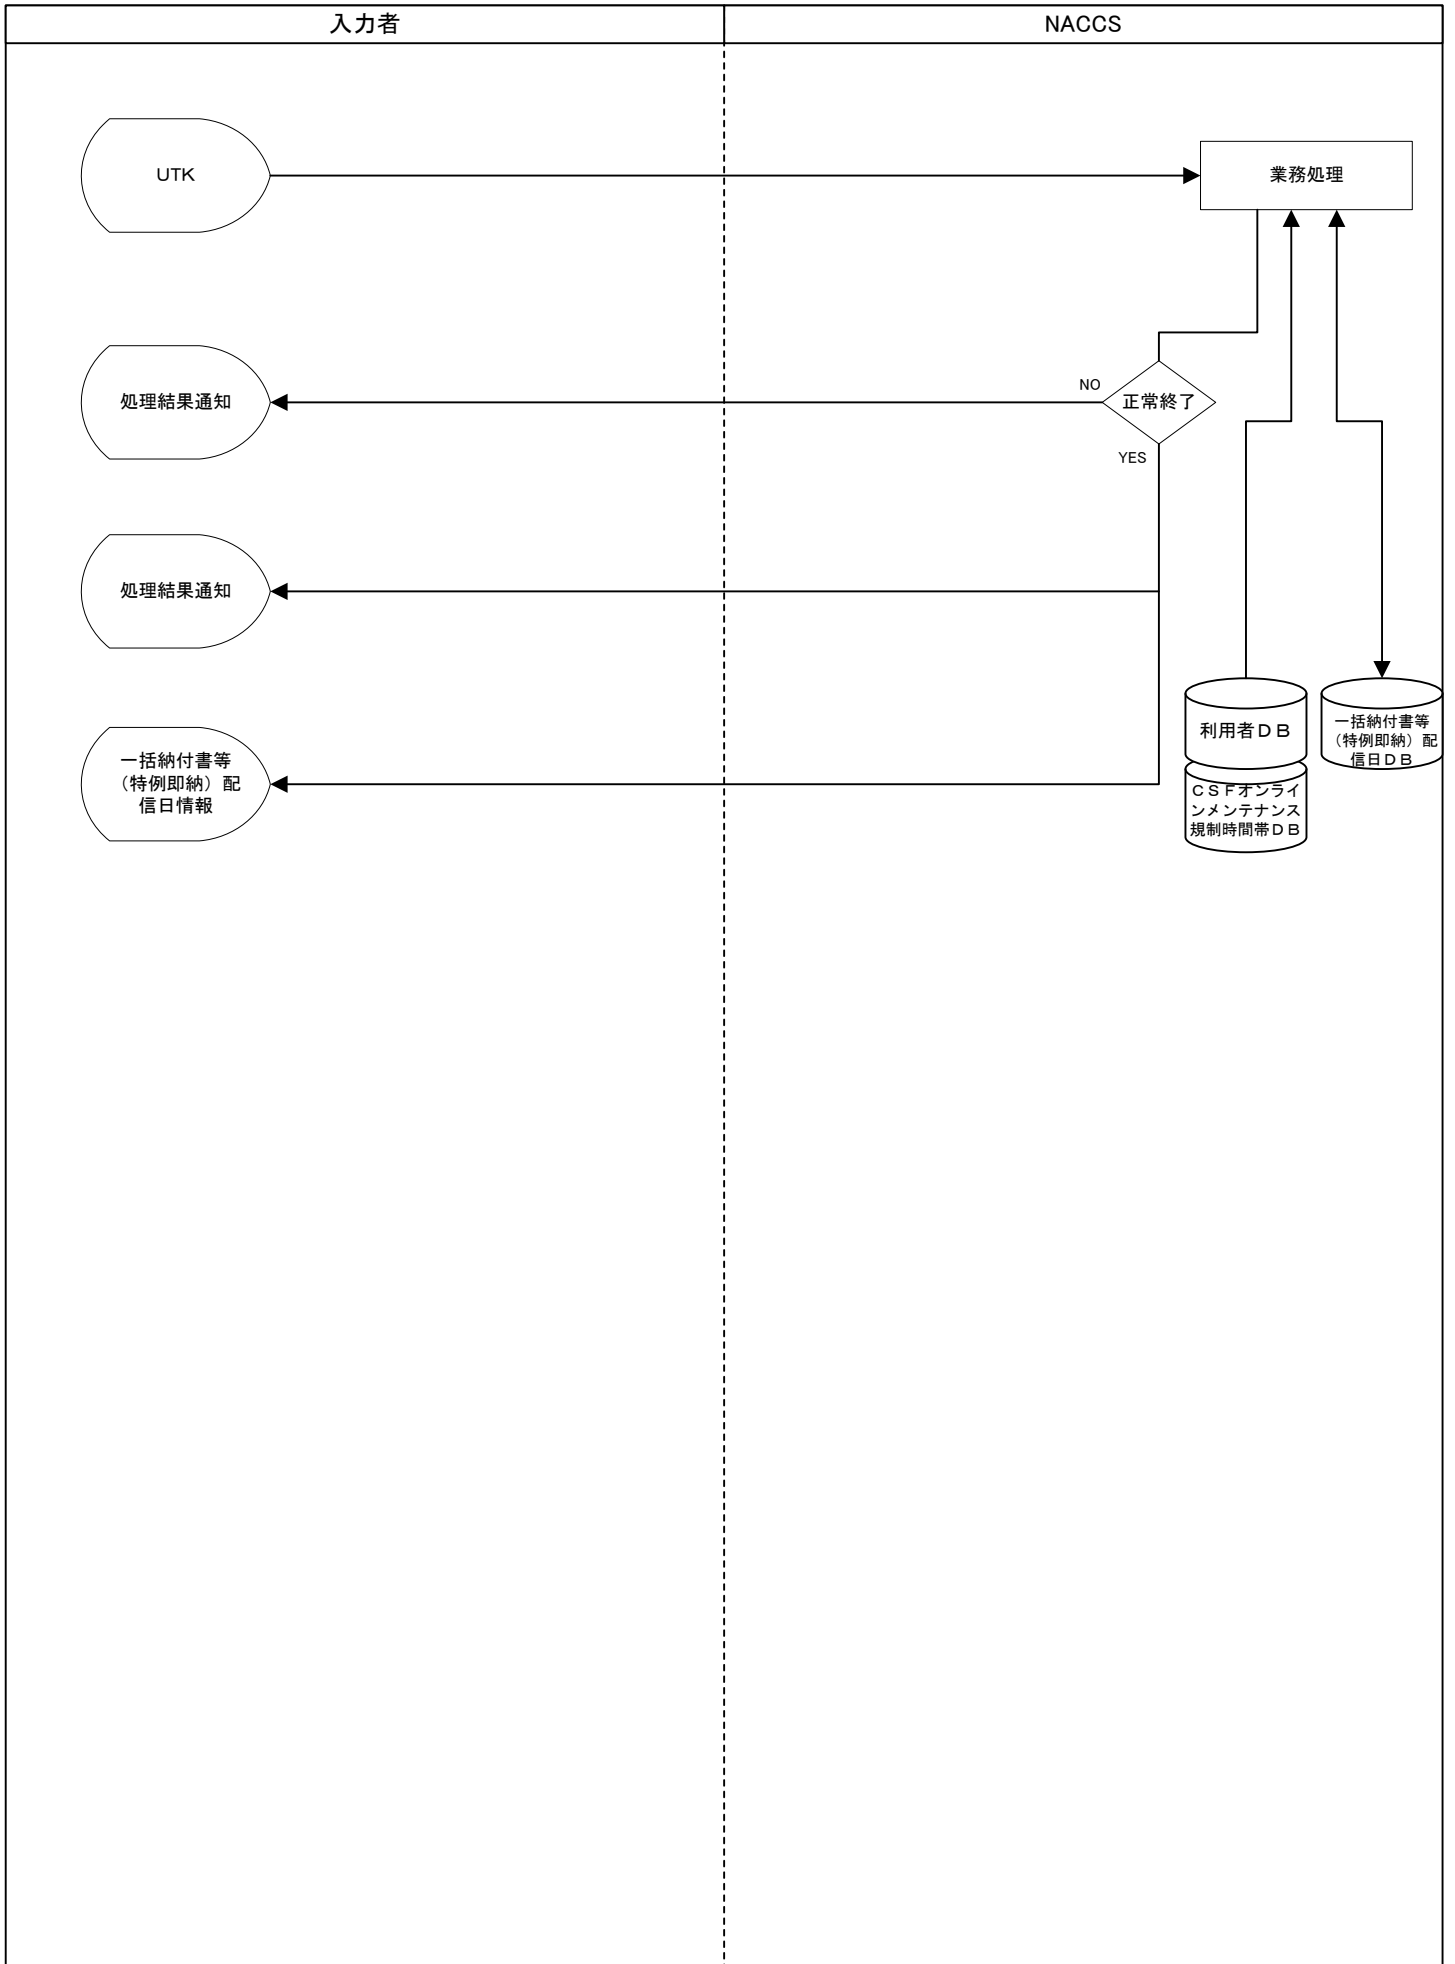 入力者
NACCS
UTK
業務処理
NO
正常終了
処理結果通知
YES
処理結果通知
利用者ＤＢ
一括納付書等
（特例即納）配
信日ＤＢ
一括納付書等
（特例即納）配
信日情報
ＣＳＦオンライ
ンメンテナンス
規制時間帯ＤＢ